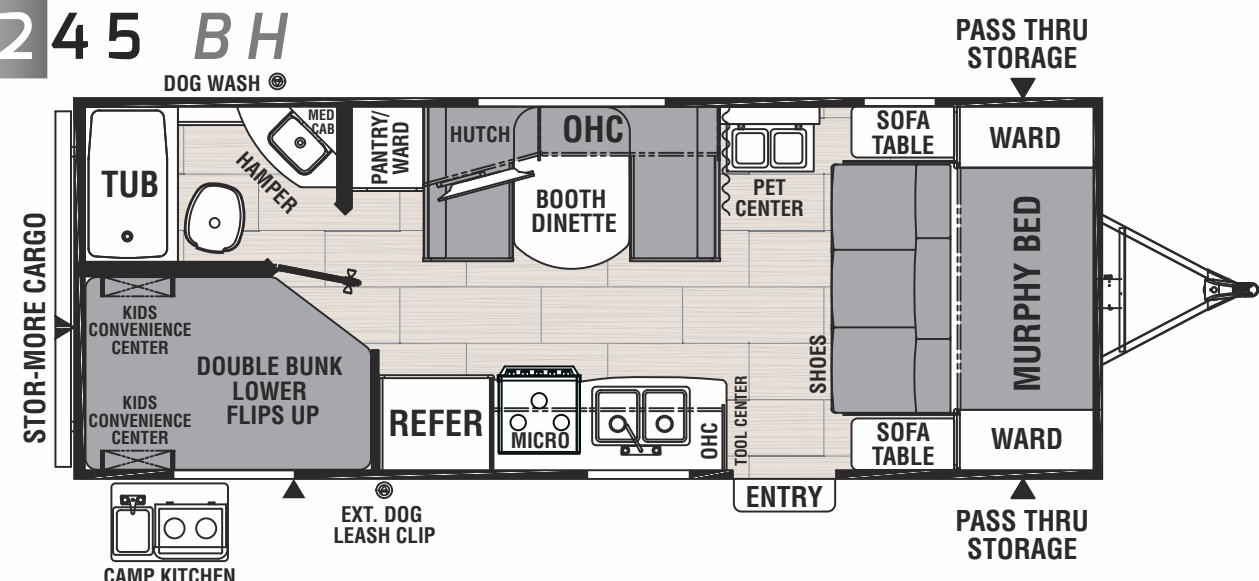 245 BH
DOG WASH
PASS THRU
STORAGE
STOR-MORE CARGO
TUB
HAMPER
MED
CAB
PANTRY/
WARD
HUTCH
OHC
BOOTH
DINETTE
PET
CENTER
SOFA
TABLE
WARD
MURPHY BED
KIDS
CONVENIENCE
CENTER
DOUBLE BUNK
LOWER
FLIPS UP
KIDS
CONVENIENCE
CENTER
REFER
MICRO
OHC
TOOL CENTER
SHOES
SOFA
TABLE
WARD
ENTRY
EXT. DOG
LEASH CLIP
CAMP KITCHEN
PASS THRU
STORAGE